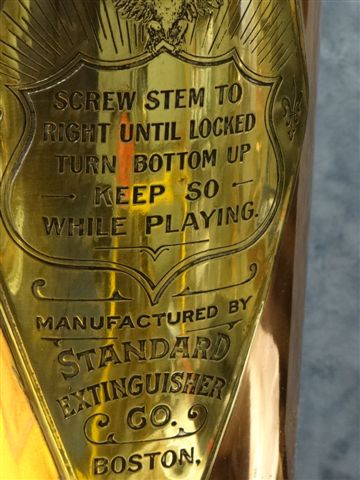 SCREW STEM TO
RIGHT UNTIL LOCKED
TURN BOTTOM UP
KEEP SO
WHILE PLAYING.
MANUFACTURED BY
STANDARD
EXTINGUISHER
CO.
BOSTON,